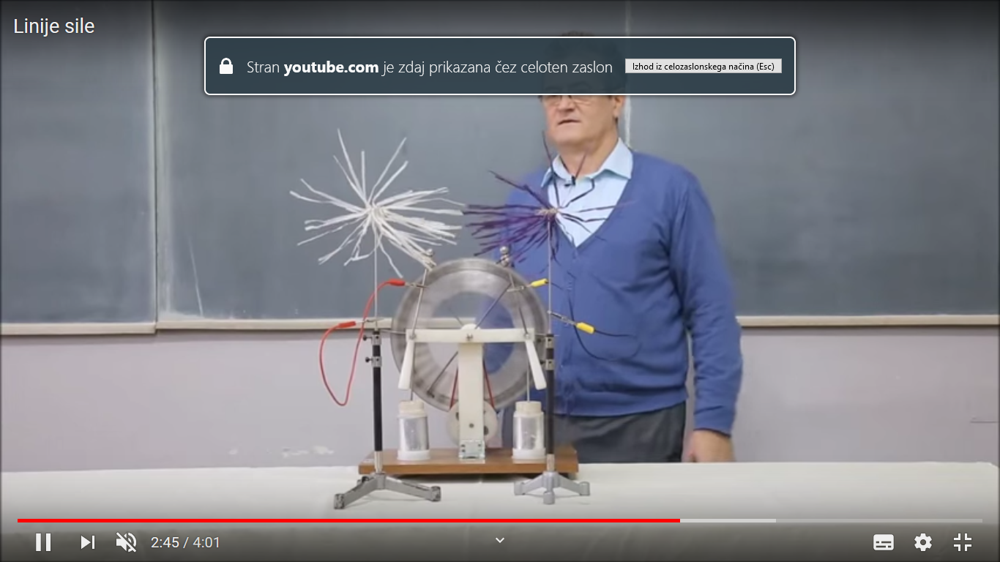 Linije sile
Stran youtube.com je zdaj prikazana čez celoten zaslon
Izhod iz celozaslonskega načina (Esc)
2:45 / 4:01